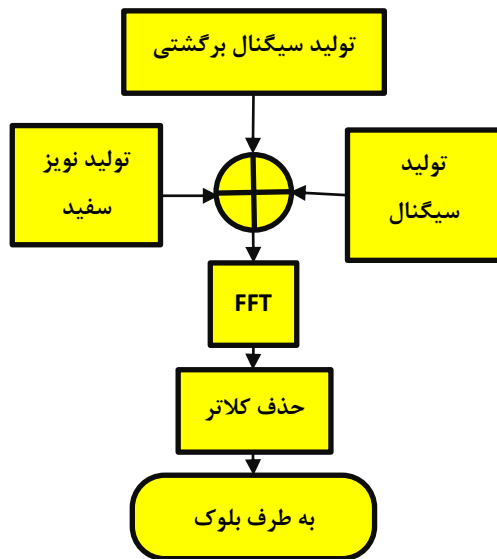 تولید سیگنال برگشتی
تولید نویز
سفید
تولید
سیگنال
FFT
حذف کلاتر
به طرف بلوک